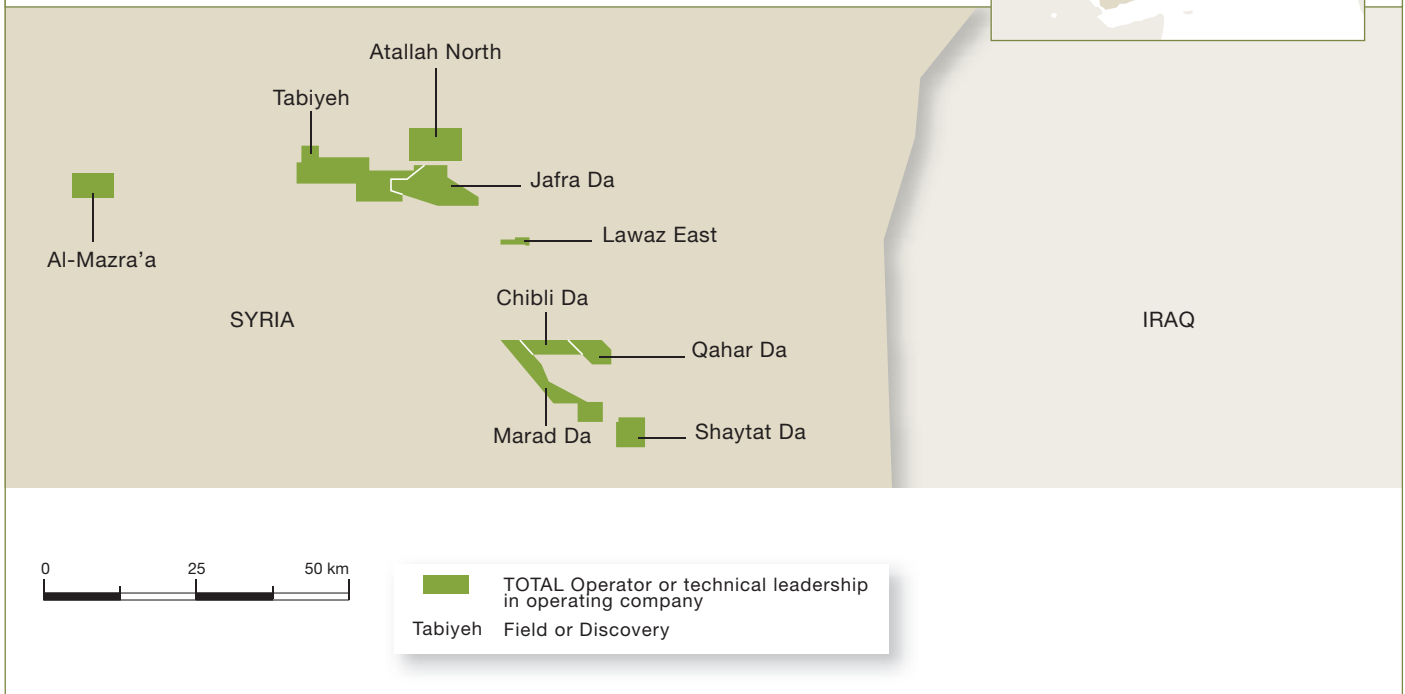 Atallah North
Tabiyeh
Jafra Da
Lawaz East
Al-Mazra’a
Chibli Da
SYRIA
IRAQ
Qahar Da
Marad Da
Shaytat Da
0 25 50 km
TOTAL Operator or technical leadership
in operating company
Tabiyeh Field or Discovery